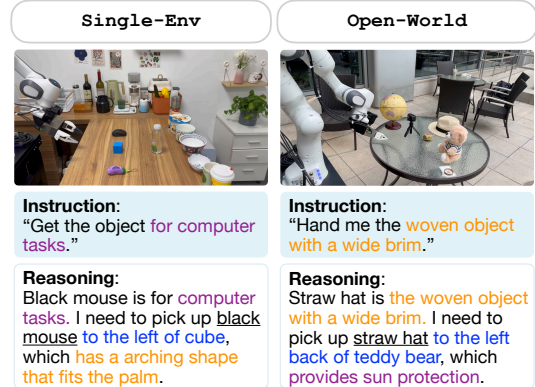 Single-Env
Open-World
Instruction:
“Get the object for computer
tasks.”
Instruction:
“Hand me the woven object
with a wide brim.”
Reasoning:
Black mouse is for computer
tasks. I need to pick up black
mouse to the left of cube,
which has a arching shape
that fits the palm.
Reasoning:
Straw hat is the woven object
with a wide brim. I need to
pick up straw hat to the left
back of teddy bear, which
provides sun protection.